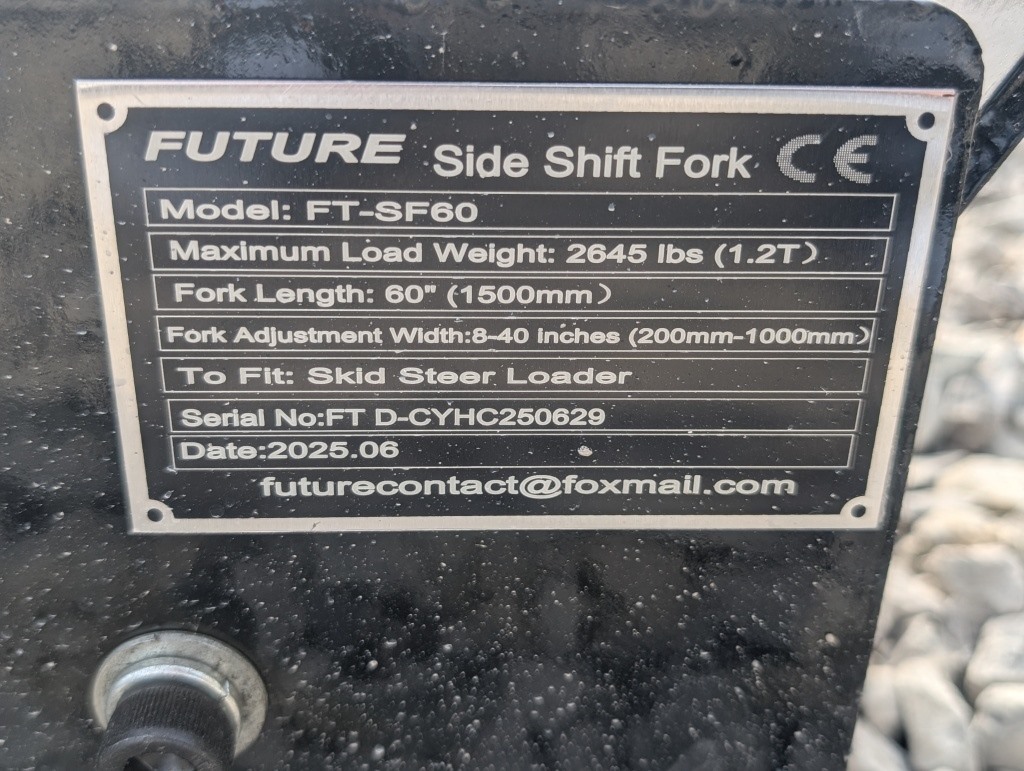 FUTURE Side Shift Fork CE
Model: FT-SF60
Maximum Load Weight: 2645 lbs (1.2T)
Fork Length: 60" (1500mm)
Fork Adjustment Width:8-40 inches (200mm-1000mm)
To Fit: Skid Steer Loader
Serial No:FT D-CYHC250629
Date:2025.06
futurecontact@foxmail.com